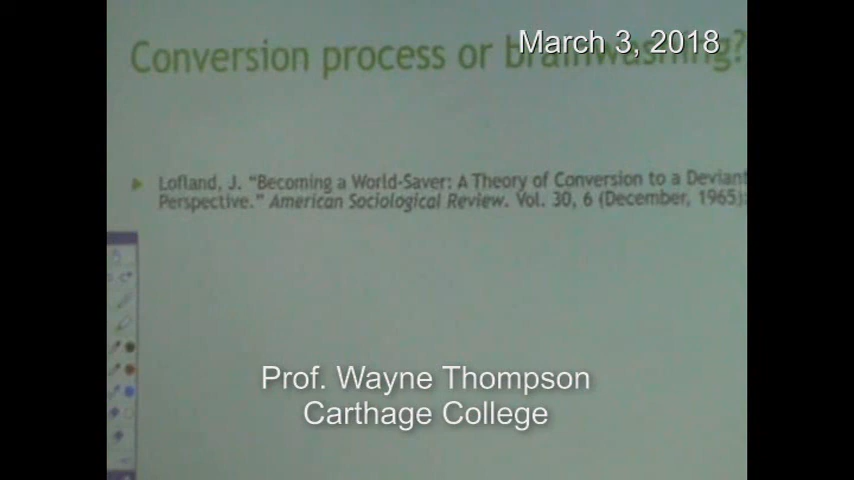 March 3, 2018
Conversion process or brainwashing?
Lofland, J. "Becoming a World-Saver: A Theory of Conversion to a Deviant
Perspective." American Sociological Review. Vol. 30, 6 (December, 1965):
Prof. Wayne Thompson
Carthage College